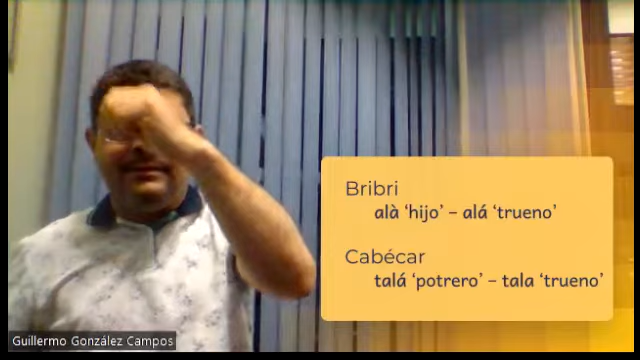 Bribri
alà ‘hijo’ – alá ‘trueno’
Cabécar
talá ‘potrero’ – tala ‘trueno’
Guillermo González Campos